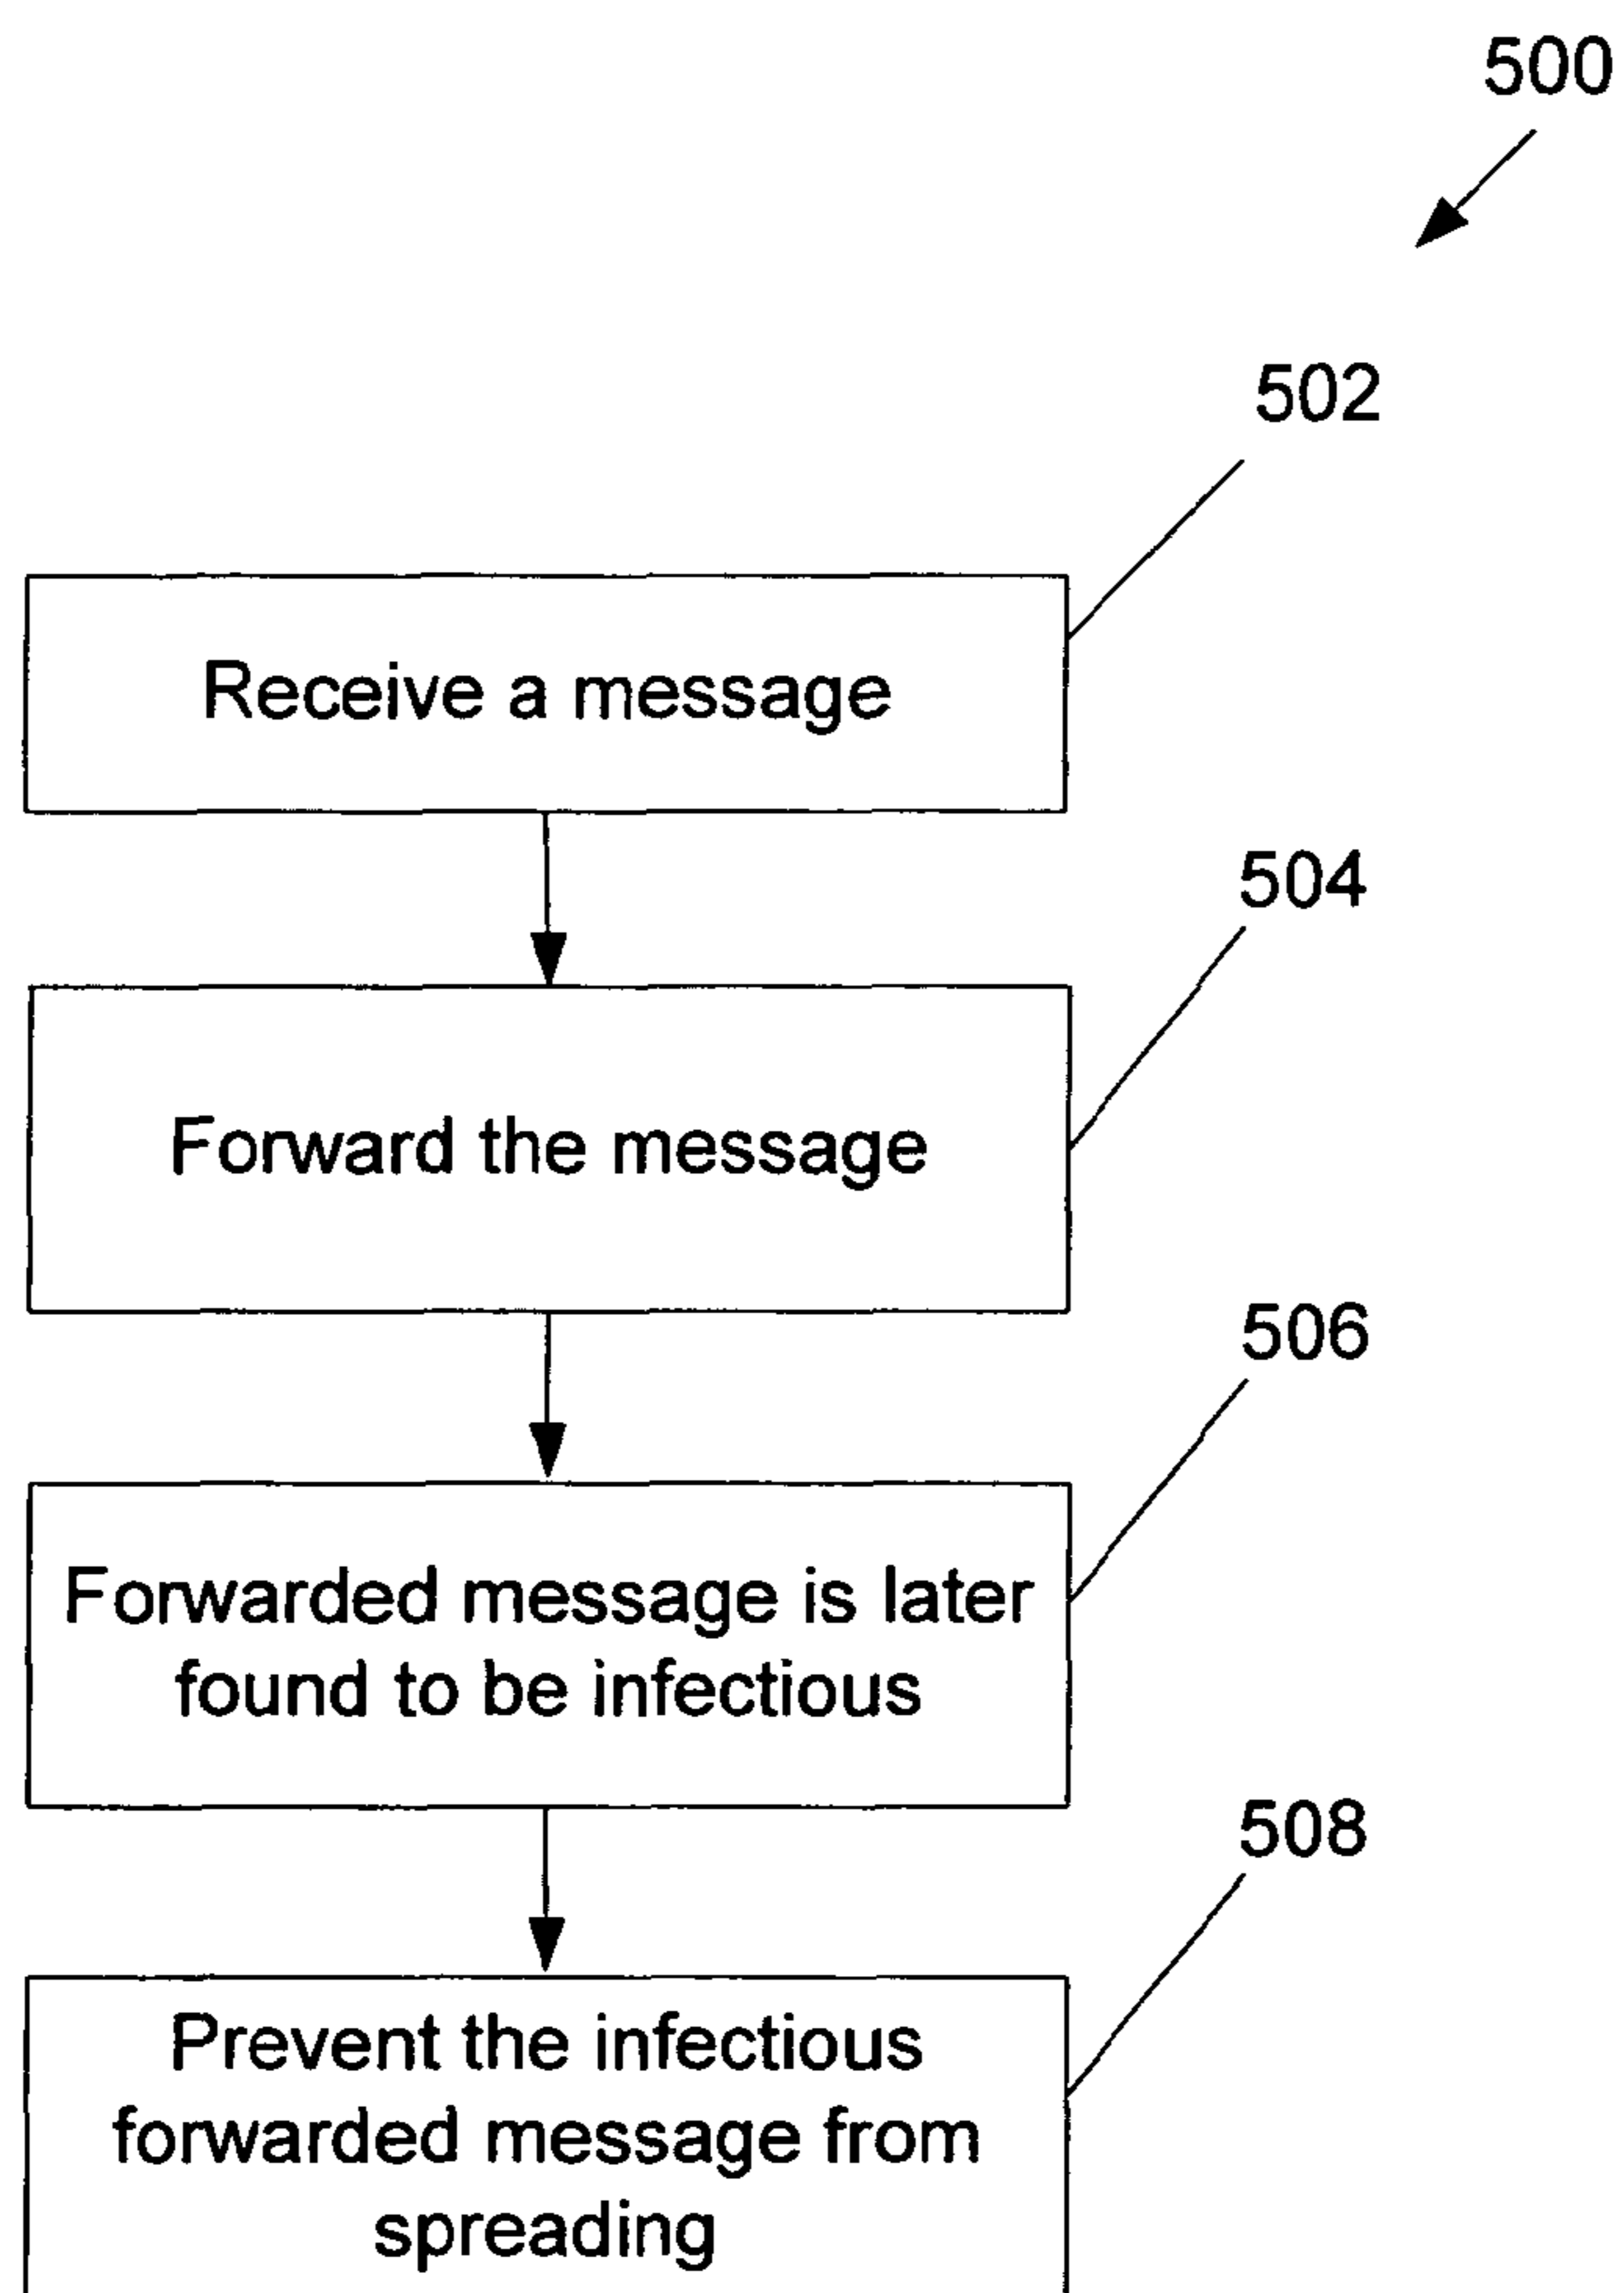 500
502
Receive a message
504
Forward the message
506
Forwarded message is later
found to be infectious
508
Prevent the infectious
forwarded message from
spreading